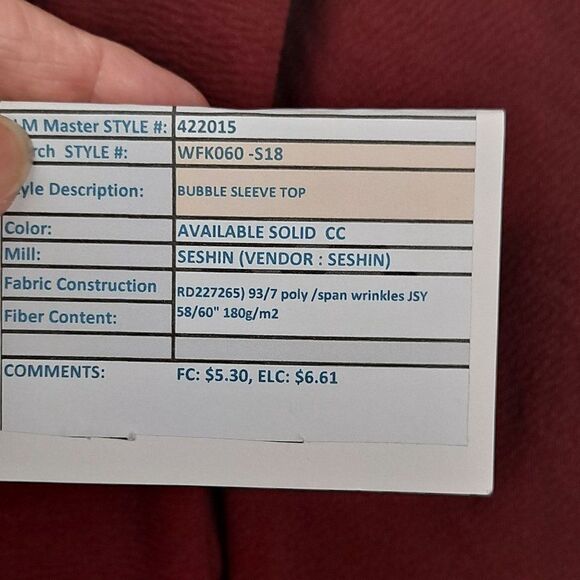 M Master STYLE #: 422015
STYLE #: WFK060 -S18
Description: BUBBLE SLEEVE TOP
Color: AVAILABLE SOLID CC
Mill: SESHIN (VENDOR : SESHIN)
Fabric Construction RD227265) 93/7 poly /span wrinkles JSY
Fiber Content: 58/60" 180g/m2
COMMENTS: FC: $5.30, ELC: $6.61